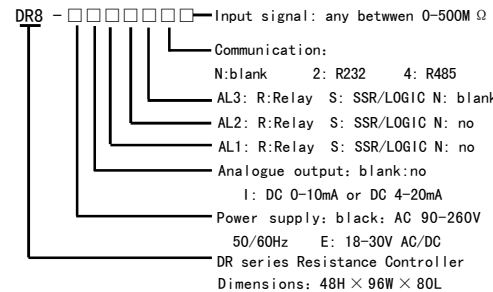 DR8 - □□□□□□ Input signal: any betwwen 0-500M Ω
Communication:
N:blank 2: R232 4: R485
AL3: R:Relay S: SSR/LOGIC N: blank
AL2: R:Relay S: SSR/LOGIC N: no
AL1: R:Relay S: SSR/LOGIC N: no
Analogue output: blank:no
I: DC 0-10mA or DC 4-20mA
Power supply: black: AC 90-260V
50/60Hz E: 18-30V AC/DC
DR series Resistance Controller
Dimensions: 48H × 96W × 80L